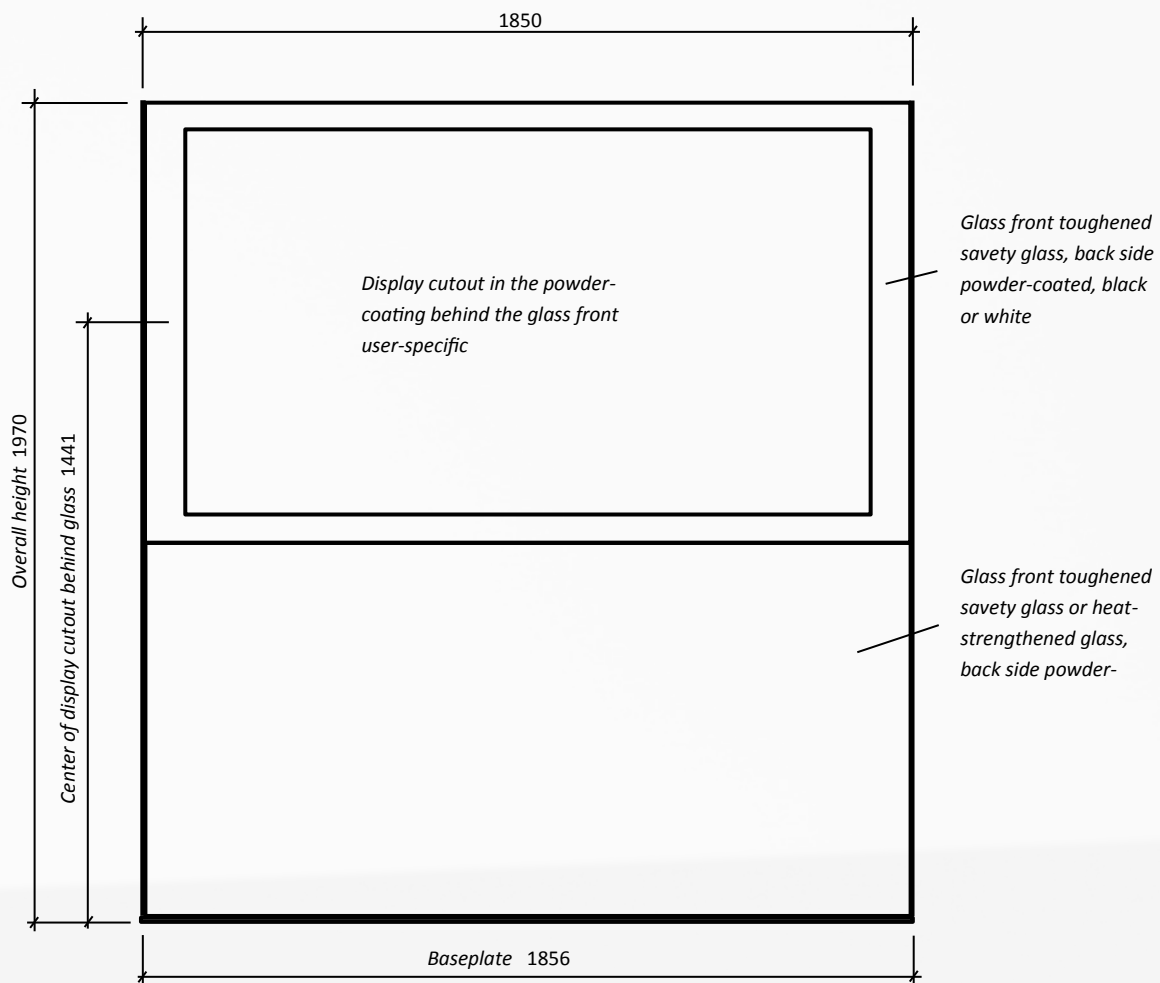 1850
Glass front toughened
savety glass, back side
powder-coated, black
or white
Display cutout in the powder-
coating behind the glass front
user-specific
Overall height 1970
Center of display cutout behind glass 1441
Glass front toughened
savety glass or heat-
strengthened glass,
back side powder-
Baseplate 1856